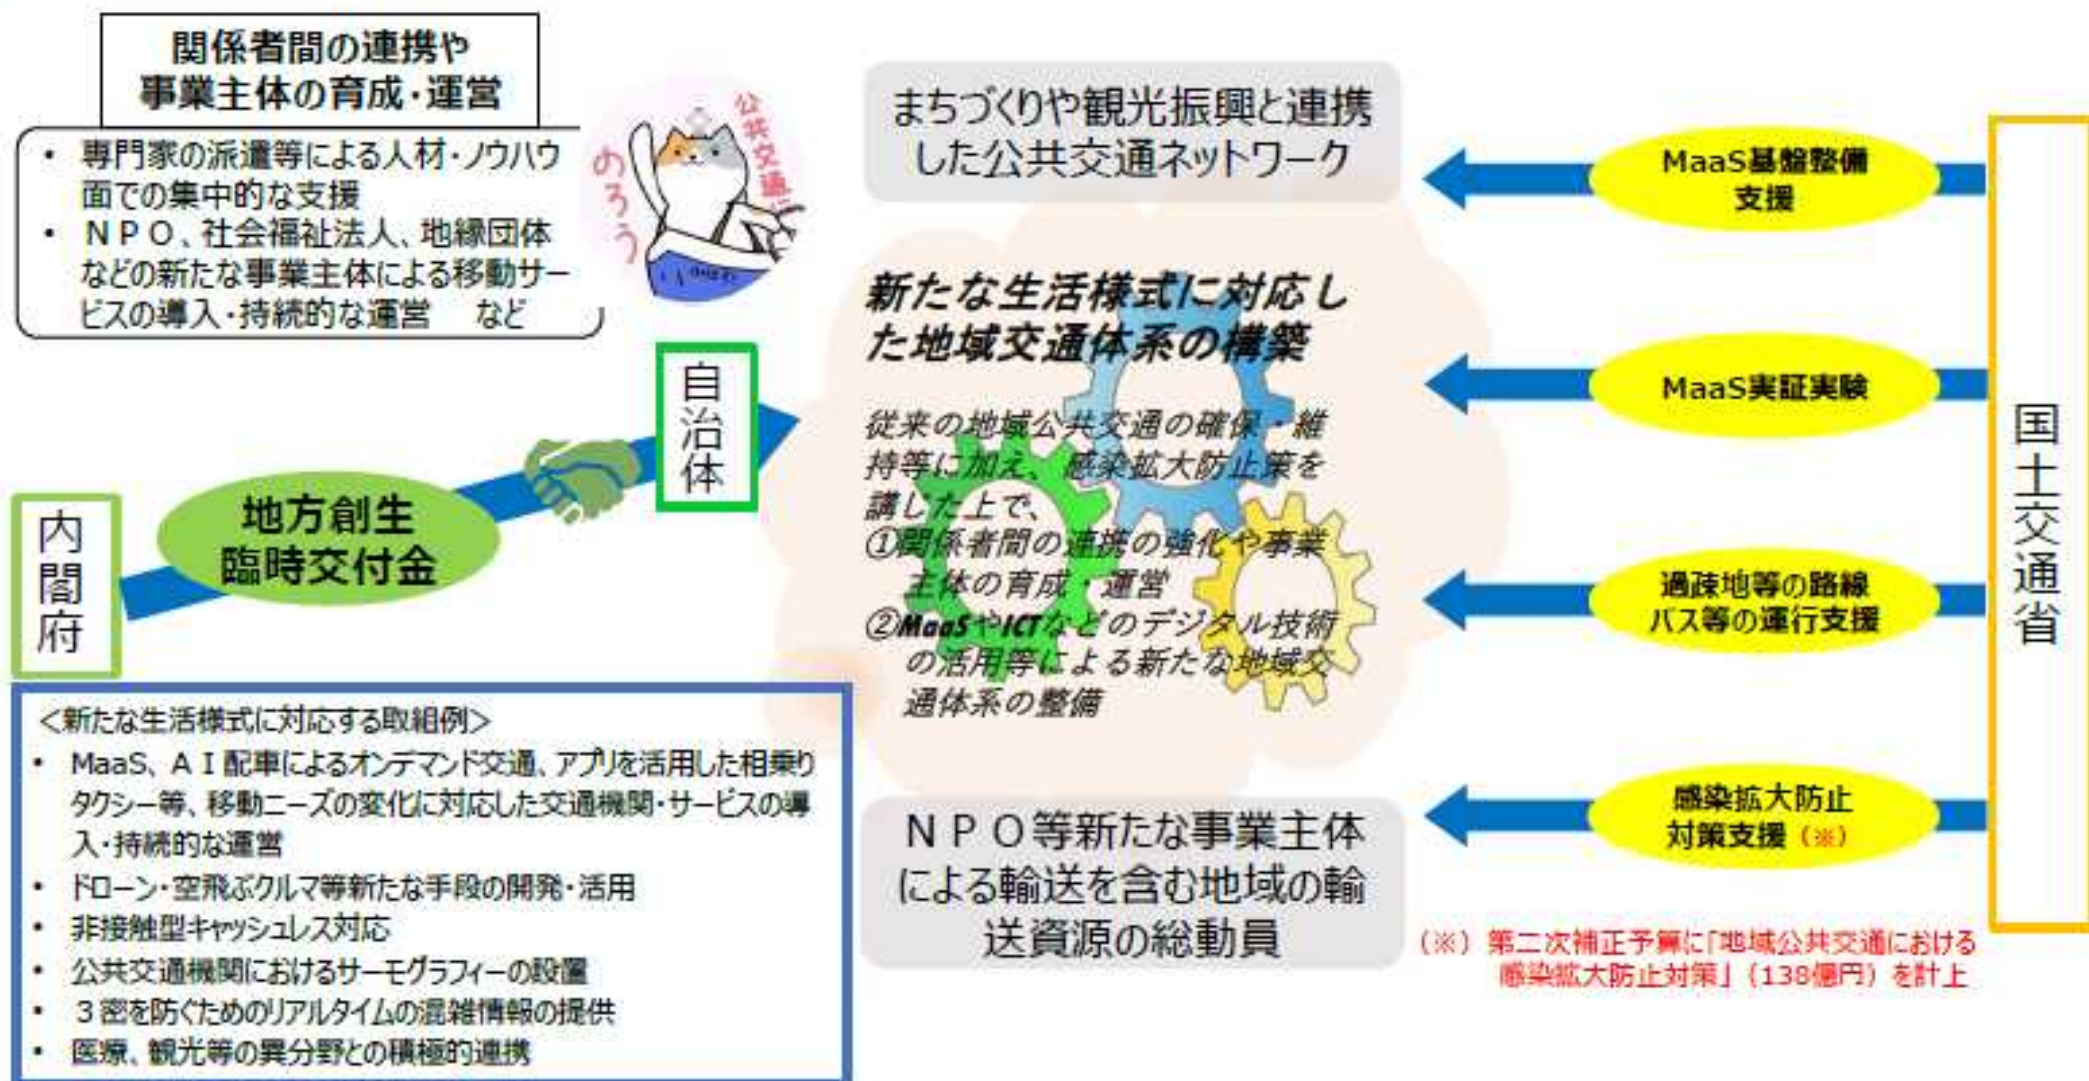 関係者間の連携や
事業主体の育成・運営
・ 専門家の派遣等による人材・ノウハウ
面での集中的な支援
・ ＮＰＯ、社会福祉法人、地縁団体
などの新たな事業主体による移動サー
ビスの導入・持続的な運営　など
公共交通に
のろう
自治体
内閣府
地方創生
臨時交付金
＜新たな生活様式に対応する取組例＞
・ MaaS、ＡＩ配車によるオンデマンド交通、アプリを活用した相乗り
タクシー等、移動ニーズの変化に対応した交通機関・サービスの導
入・持続的な運営
・ ドローン・空飛ぶクルマ等新たな手段の開発・活用
・ 非接触型キャッシュレス対応
・ 公共交通機関におけるサーモグラフィーの設置
・ ３密を防ぐためのリアルタイムの混雑情報の提供
・ 医療、観光等の異分野との積極的連携
まちづくりや観光振興と連携
した公共交通ネットワーク
新たな生活様式に対応し
た地域交通体系の構築
従来の地域公共交通の確保・維
持等に加え、感染拡大防止策を
講じた上で、
①関係者間の連携の強化や事業
主体の育成・運営
②MaaSやICTなどのデジタル技術
の活用等による新たな地域交
通体系の整備
ＮＰＯ等新たな事業主体
による輸送を含む地域の輸
送資源の総動員
MaaS基盤整備
支援
MaaS実証実験
過疎地等の路線
バス等の運行支援
感染拡大防止
対策支援（※）
国土交通省
（※）第二次補正予算に「地域公共交通における
感染拡大防止対策」（138億円）を計上